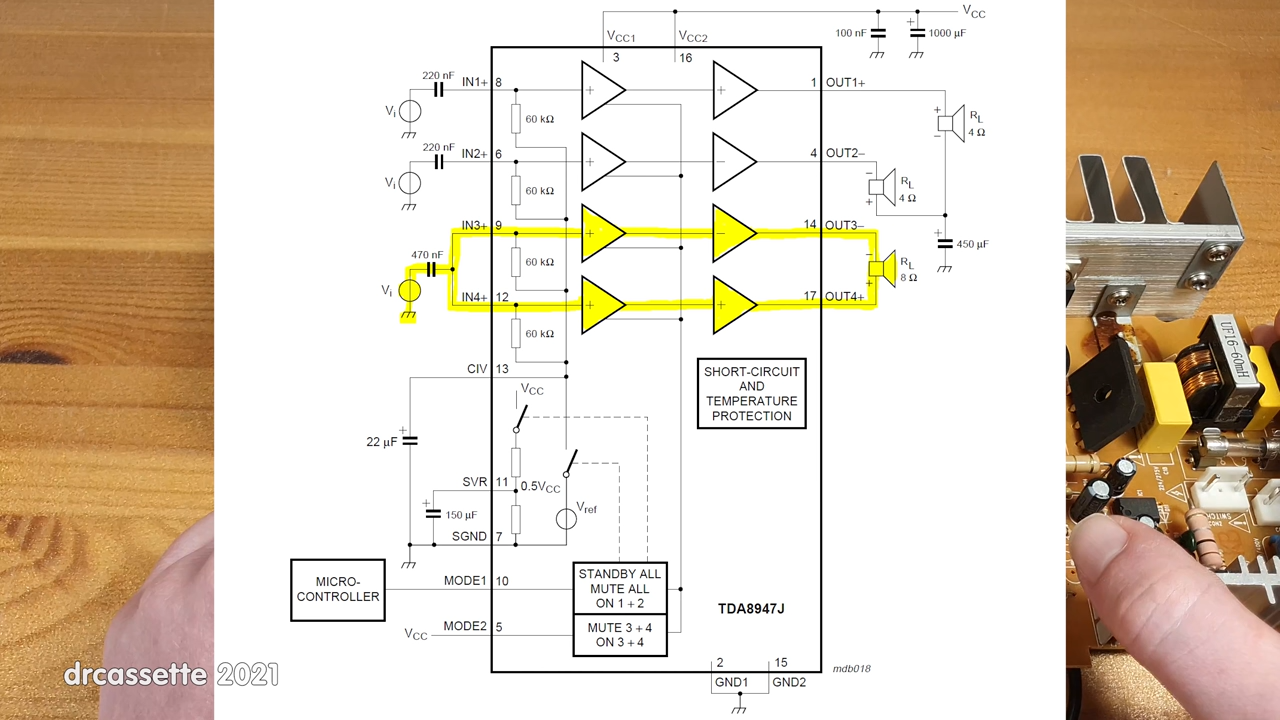 VCC
VCC1
VCC2
100 nF
1000 µF
3
16
220 nF
IN1+
8
1
OUT1+
Vi
60 kΩ
RL
4 Ω
220 nF
IN2+
6
4
OUT2−
Vi
60 kΩ
RL
4 Ω
IN3+
9
14
OUT3−
470 nF
60 kΩ
450 µF
RL
8 Ω
Vi
IN4+
12
17
OUT4+
60 kΩ
CIV
13
SHORT-CIRCUIT
AND
TEMPERATURE
PROTECTION
VCC
22 µF
SVR
11
0.5VCC
150 µF
Vref
SGND
7
MICRO-
CONTROLLER
MODE1
10
STANDBY ALL
MUTE ALL
ON 1 + 2
MODE2
5
VCC
MUTE 3 + 4
ON 3 + 4
TDA8947J
2
15
GND1
GND2
mdb018
UF16-60mH
SWITCH
drcassette 2021